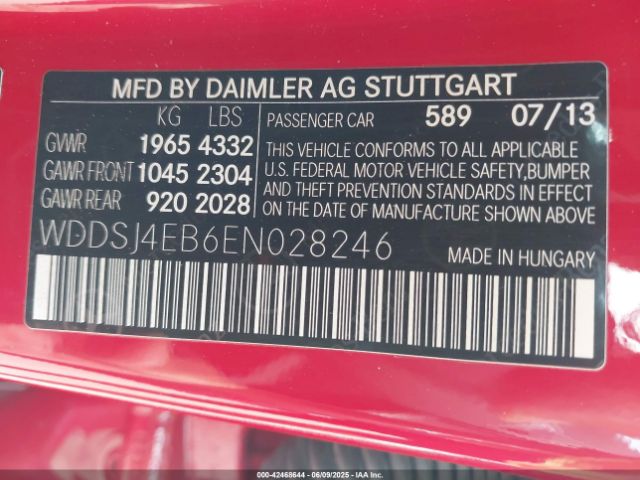 MFD BY DAIMLER AG STUTTGART
KG LBS
GVWR 1965 4332
GAWR FRONT 1045 2304
GAWR REAR 920 2028
PASSENGER CAR 589 07/13
THIS VEHICLE CONFORMS TO ALL APPLICABLE
U.S. FEDERAL MOTOR VEHICLE SAFETY,BUMPER
AND THEFT PREVENTION STANDARDS IN EFFECT
ON THE DATE OF MANUFACTURE SHOWN ABOVE
WDDSJ4EB6EN028246
MADE IN HUNGARY
000-42468644 - 06/09/2025 - IAAI.COM